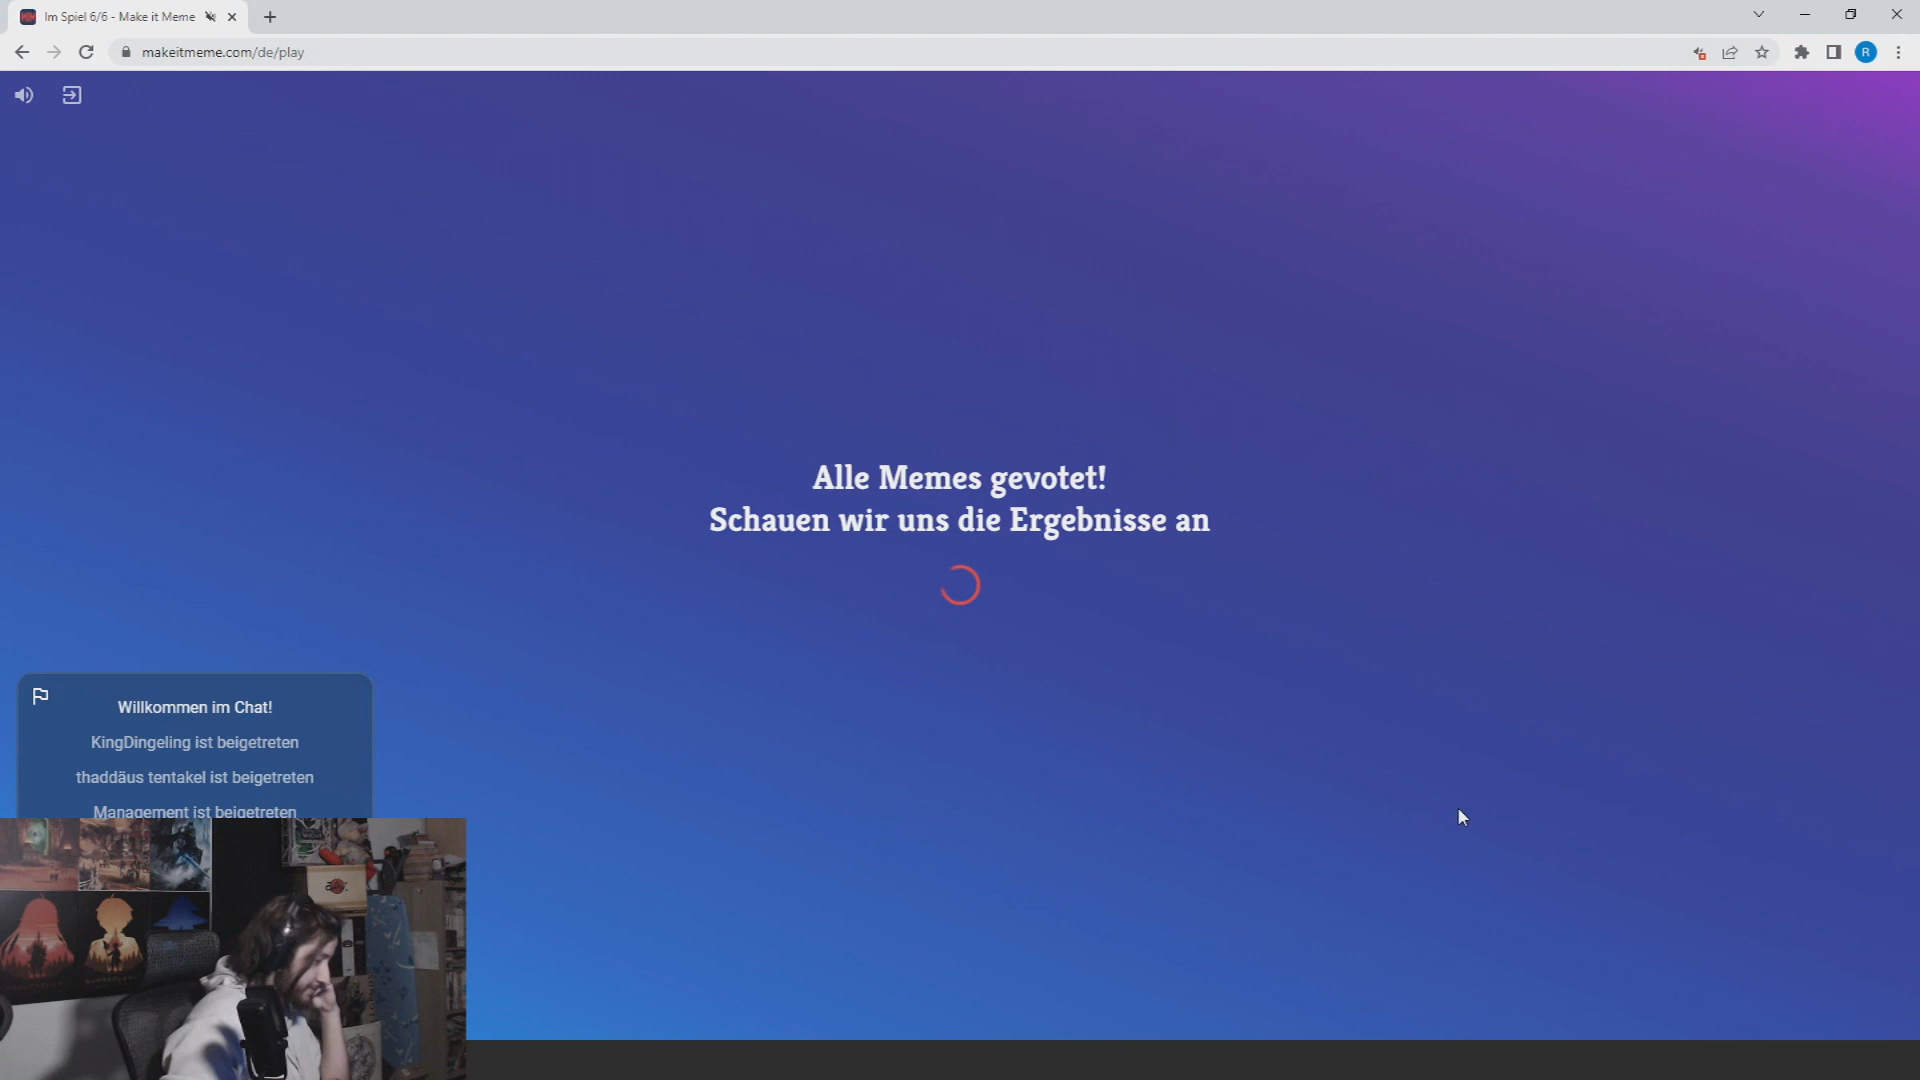 Im Spiel 6/6 - Make it Meme
makeitmeme.com/de/play
R
Alle Memes gevotet!
Schauen wir uns die Ergebnisse an
Willkommen im Chat!
KingDingeling ist beigetreten
thaddäus tentakel ist beigetreten
Management ist beigetreten